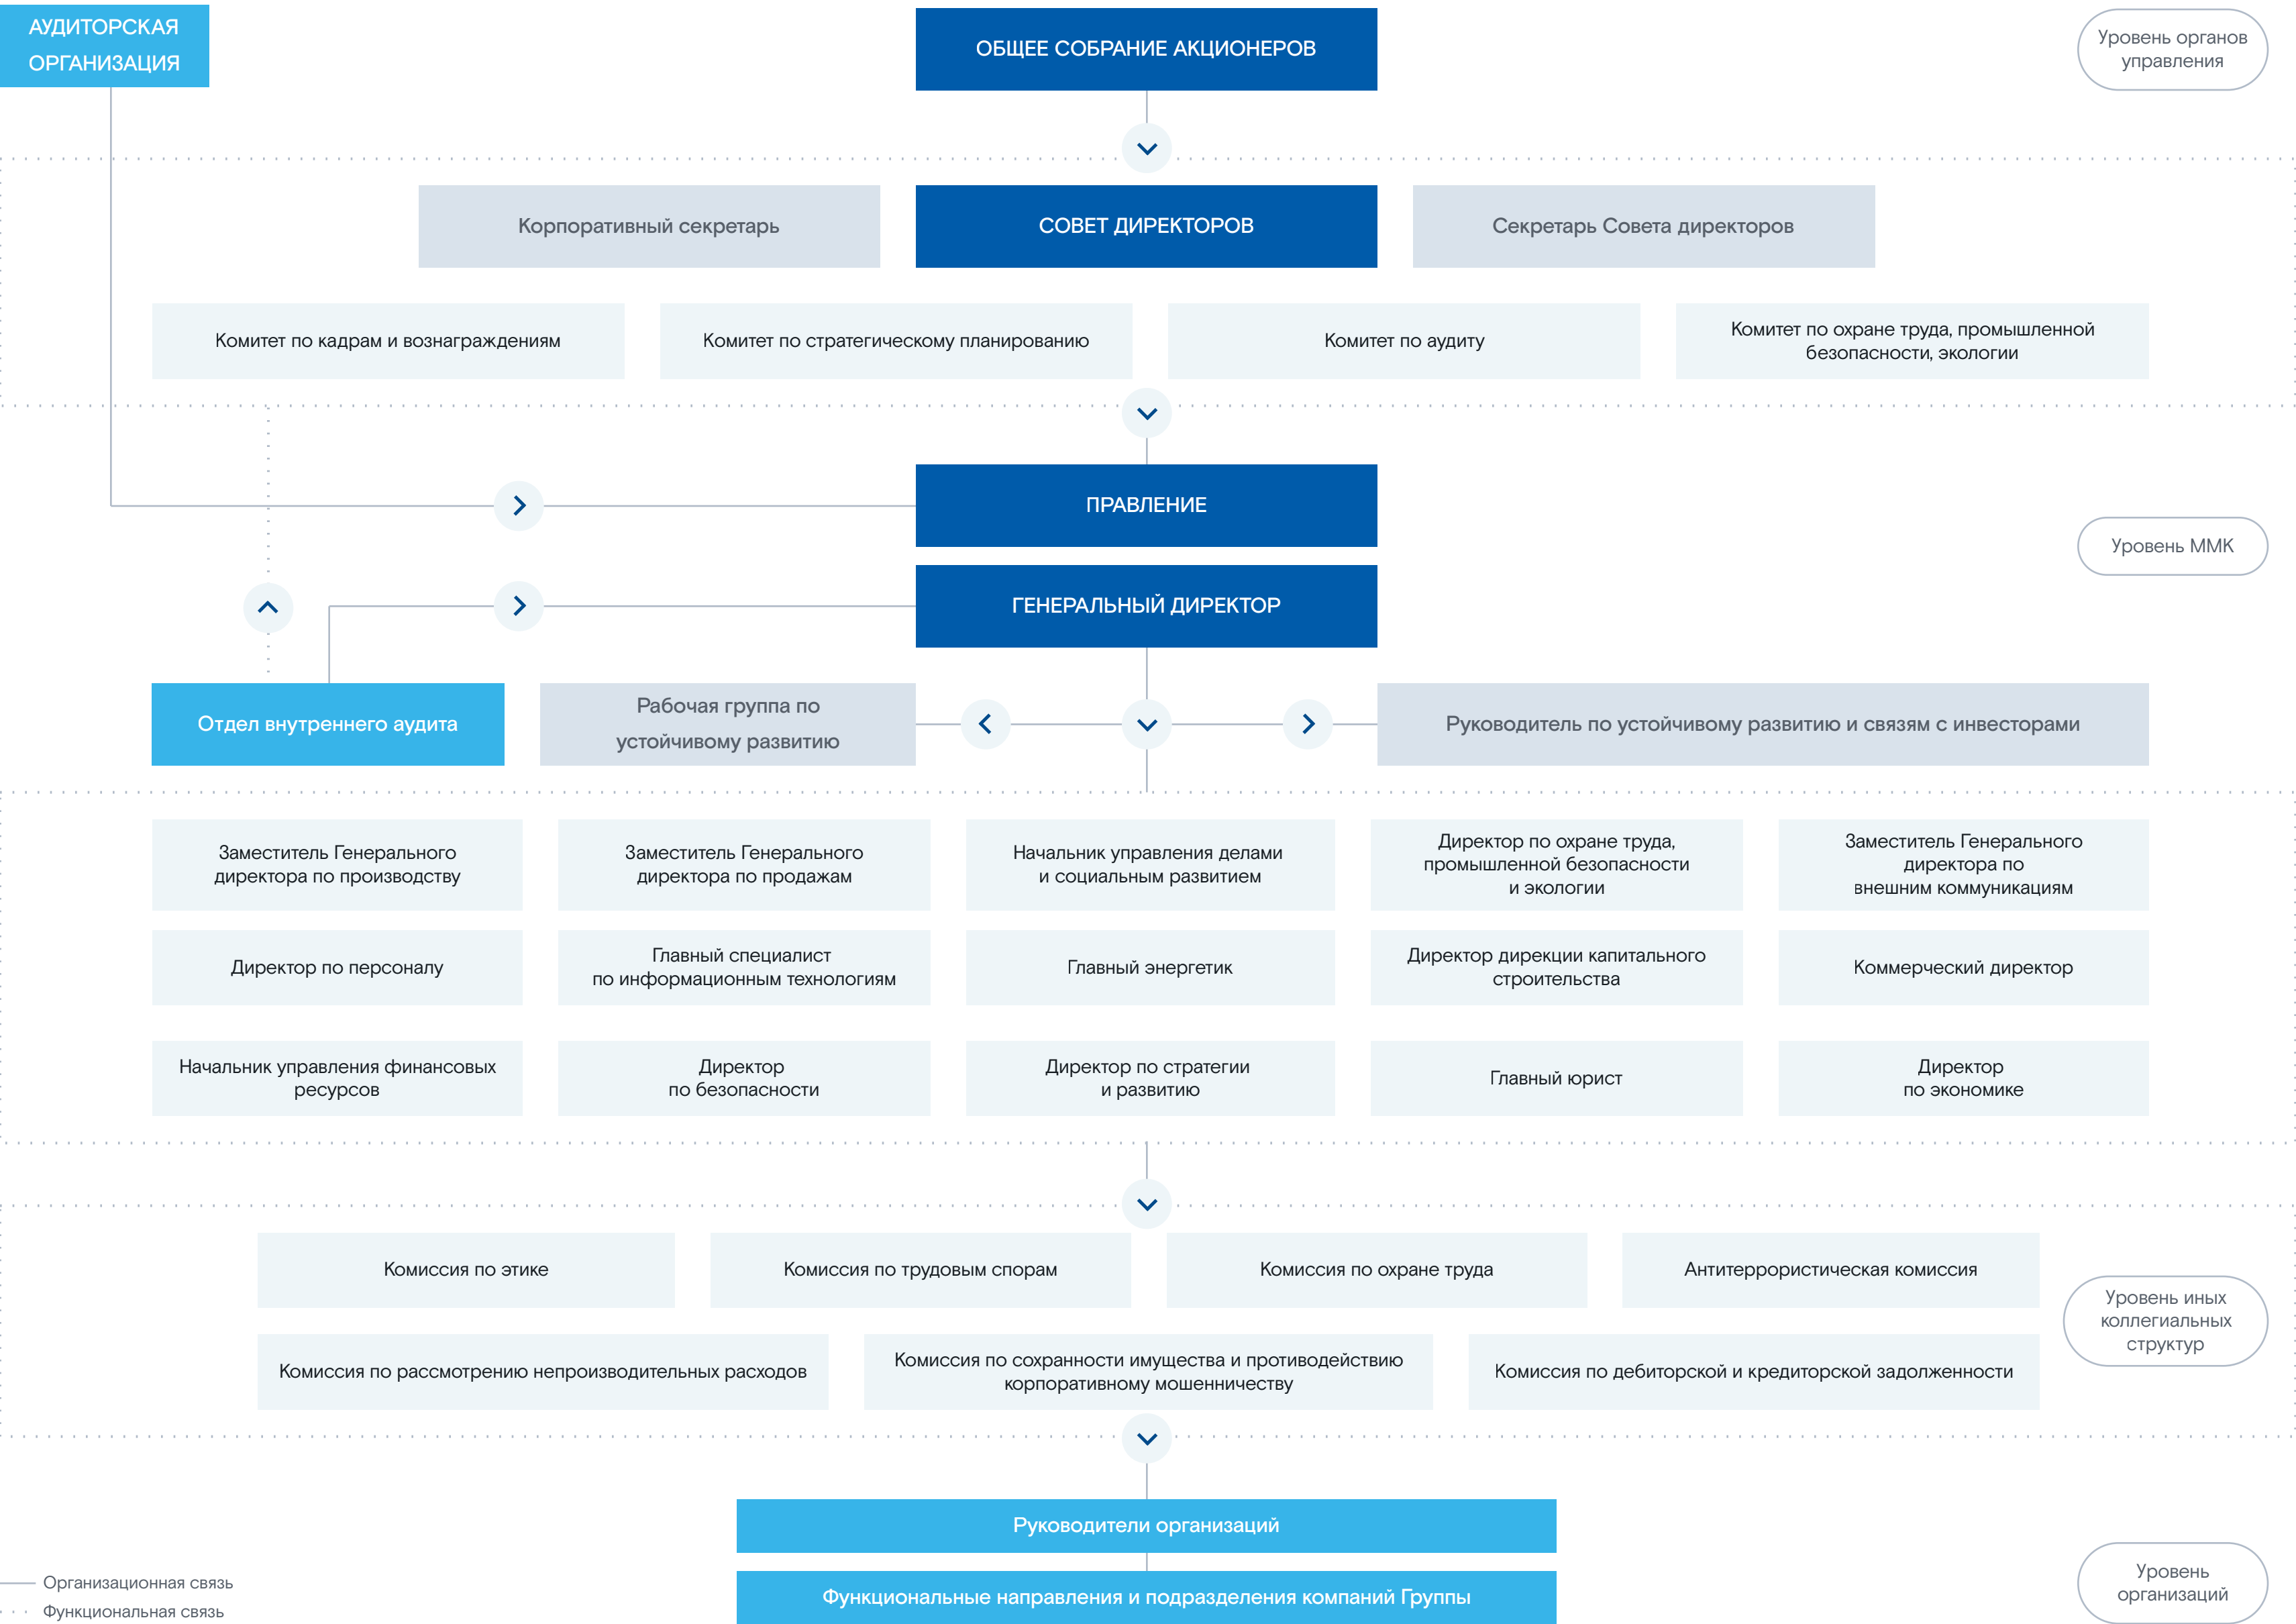 АУДИТОРСКАЯ
ОРГАНИЗАЦИЯ
ОБЩЕЕ СОБРАНИЕ АКЦИОНЕРОВ
Уровень органов
управления
Корпоративный секретарь
СОВЕТ ДИРЕКТОРОВ
Секретарь Совета директоров
Комитет по кадрам и вознаграждениям
Комитет по стратегическому планированию
Комитет по аудиту
Комитет по охране труда, промышленной
безопасности, экологии
ПРАВЛЕНИЕ
Уровень ММК
ГЕНЕРАЛЬНЫЙ ДИРЕКТОР
Отдел внутреннего аудита
Рабочая группа по
устойчивому развитию
Руководитель по устойчивому развитию и связям с инвесторами
Заместитель Генерального
директора по производству
Заместитель Генерального
директора по продажам
Начальник управления делами
и социальным развитием
Директор по охране труда,
промышленной безопасности
и экологии
Заместитель Генерального
директора по
внешним коммуникациям
Директор по персоналу
Главный специалист
по информационным технологиям
Главный энергетик
Директор дирекции капитального
строительства
Коммерческий директор
Начальник управления финансовых
ресурсов
Директор
по безопасности
Директор по стратегии
и развитию
Главный юрист
Директор
по экономике
Комиссия по этике
Комиссия по трудовым спорам
Комиссия по охране труда
Антитеррористическая комиссия
Уровень иных
коллегиальных
структур
Комиссия по рассмотрению непроизводительных расходов
Комиссия по сохранности имущества и противодействию
корпоративному мошенничеству
Комиссия по дебиторской и кредиторской задолженности
Руководители организаций
Функциональные направления и подразделения компаний Группы
Уровень
организаций
Организационная связь
Функциональная связь